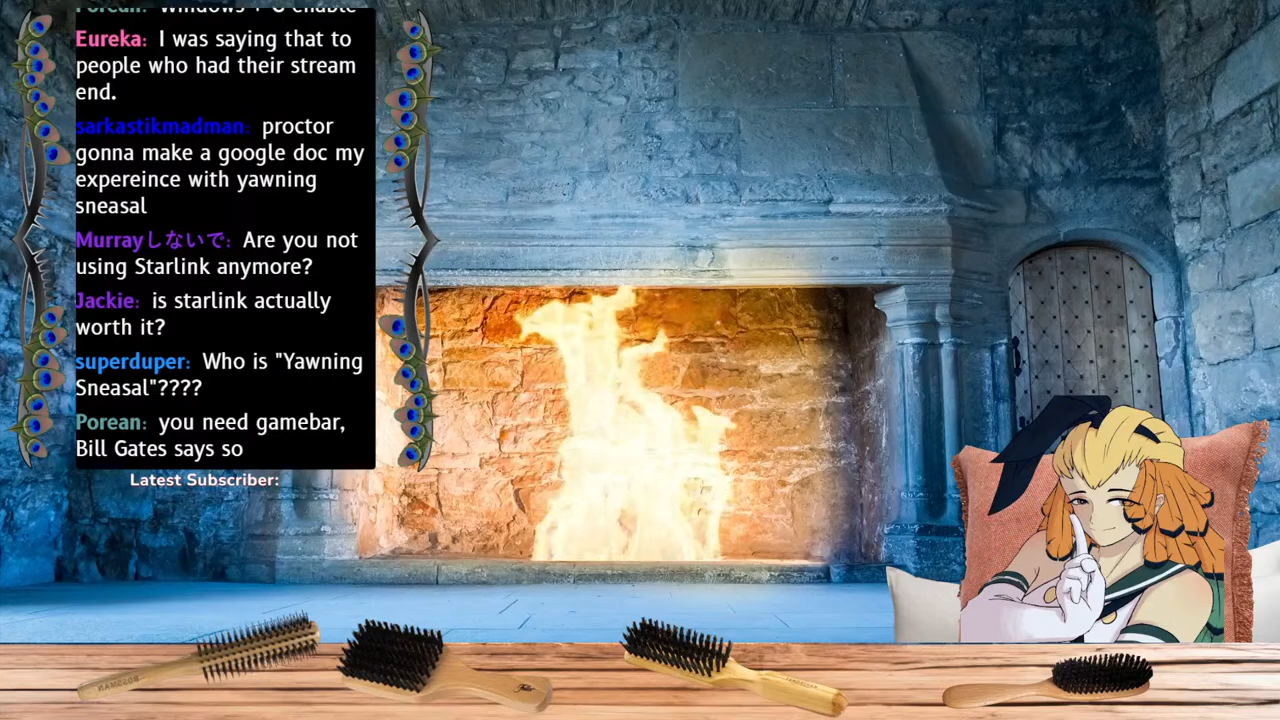 Porean: Windows + G enable
Eureka: I was saying that to
people who had their stream
end.
sarkastikmadman: proctor
gonna make a google doc my
expereince with yawning
sneasal
Murrayしないで: Are you not
using Starlink anymore?
Jackie: is starlink actually
worth it?
superduper: Who is "Yawning
Sneasal"????
Porean: you need gamebar,
Bill Gates says so
Latest Subscriber: